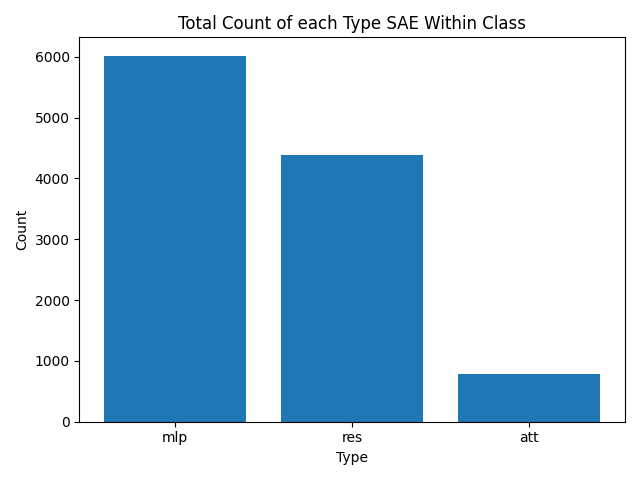 Total Count of each Type SAE Within Class
Count
6000
5000
4000
3000
2000
1000
0
mlp
res
att
Type